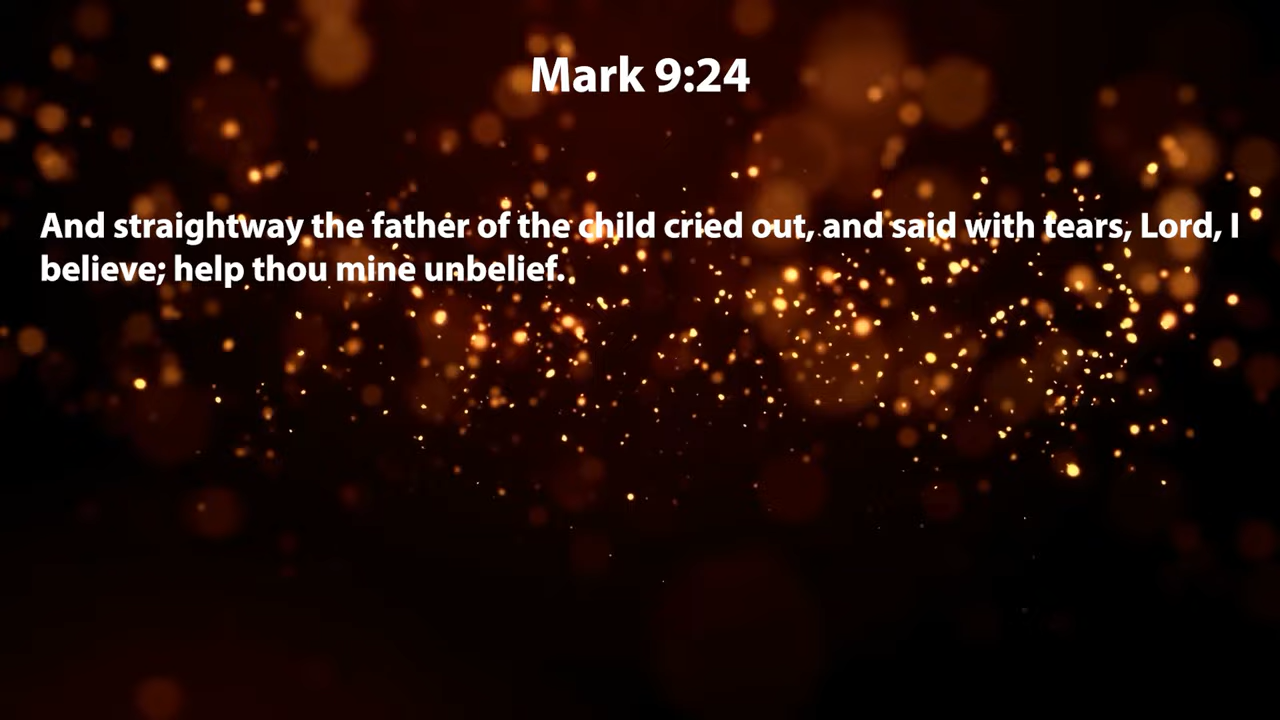 Mark 9:24
And straightway the father of the child cried out, and said with tears, Lord, I
believe; help thou mine unbelief.